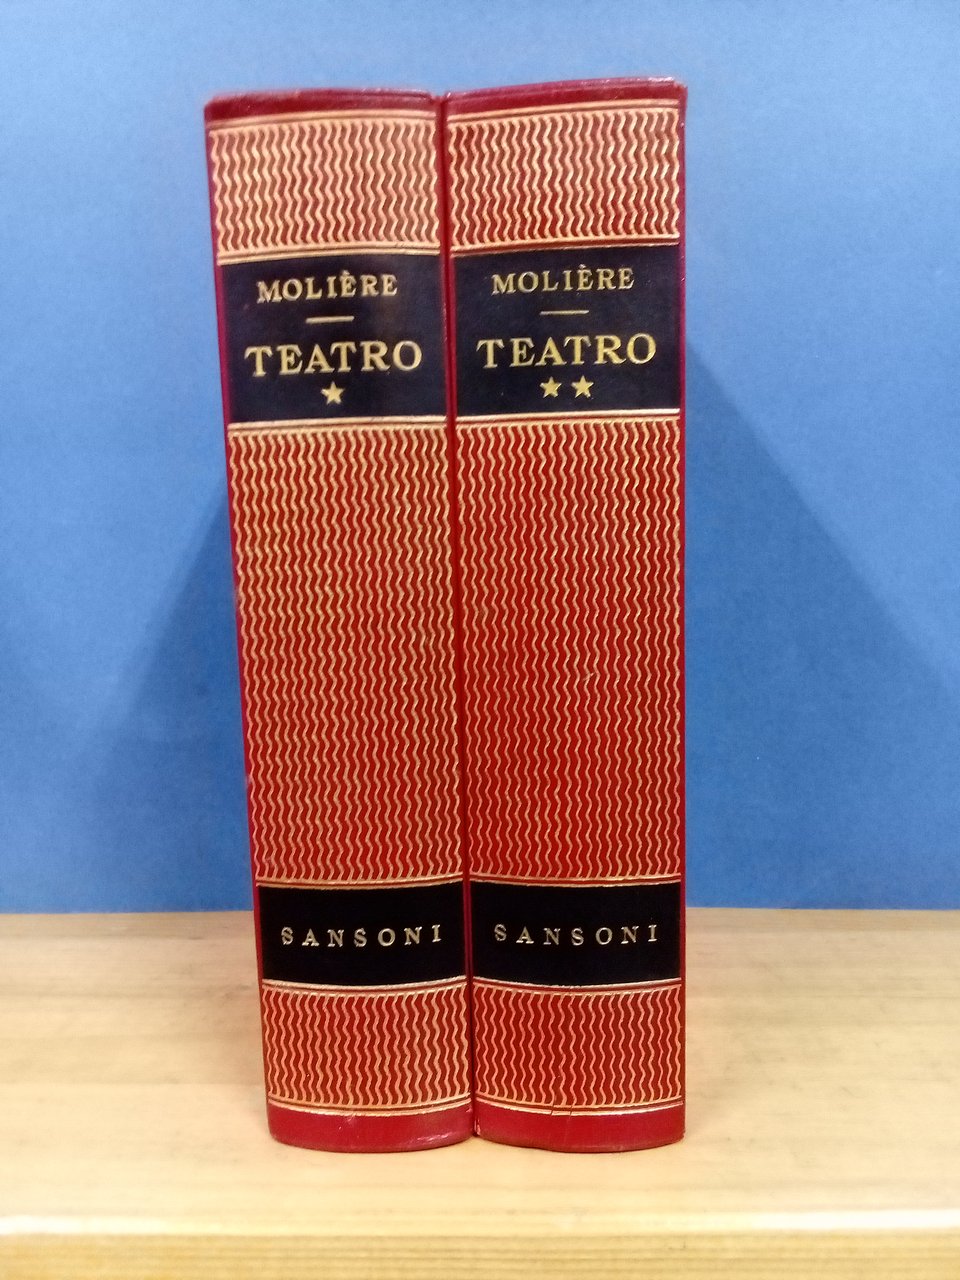 MOLIÈRE
TEATRO
★
SANSONI
MOLIÈRE
TEATRO
★★
SANSONI